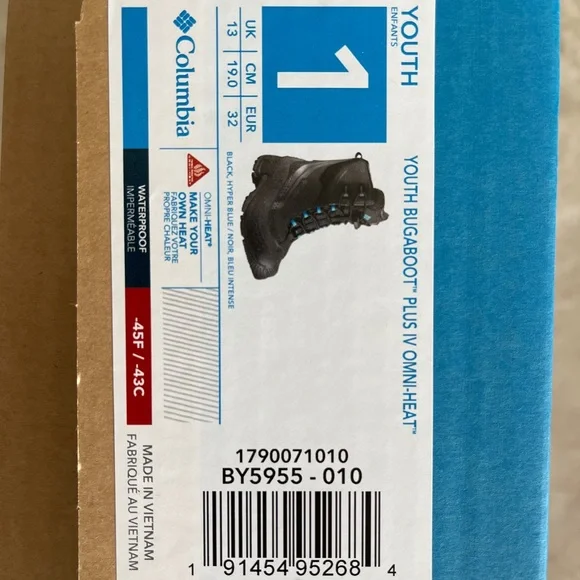 YOUTH
ENFANTS
YOUTH BUGABOOT™ PLUS IV OMNI-HEAT™
1
UK CM EUR
13 19.0 32
BLACK, HYPER BLUE / NOIR, BLEU INTENSE
Columbia
OMNI-HEAT®
MAKE YOUR
OWN HEAT
FABRIQUEZ VOTRE
PROPRE CHALEUR
WATERPROOF
IMPERMÉABLE
-45F / -43C
MADE IN VIETNAM
FABRIQUÉ AU VIETNAM
1790071010
BY5955 - 010
1 91454 95268 4